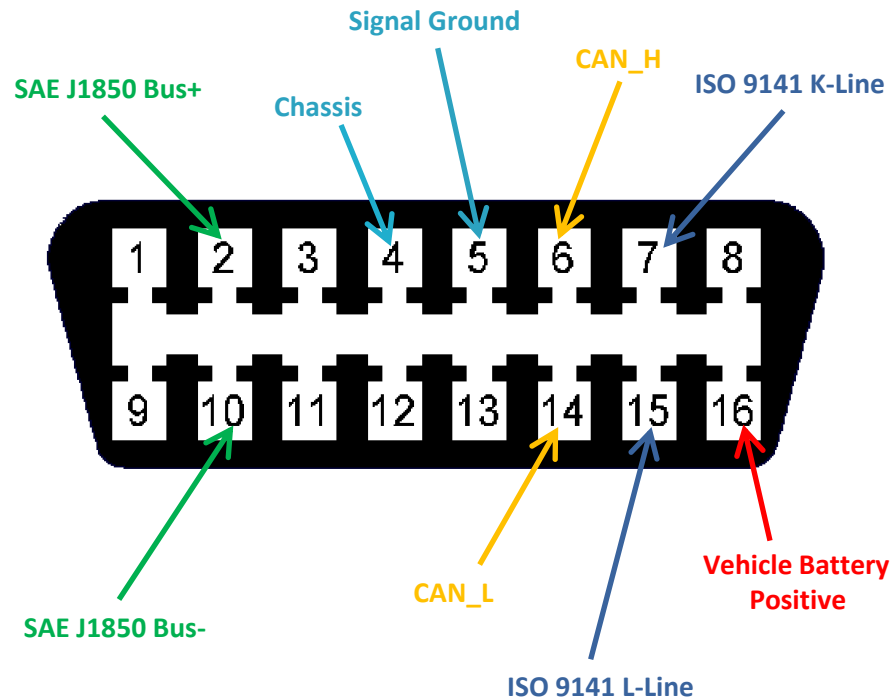 Signal Ground
CAN_H
SAE J1850 Bus+
ISO 9141 K-Line
Chassis
1 2 3 4 5 6 7 8
9 10 11 12 13 14 15 16
Vehicle Battery
Positive
CAN_L
SAE J1850 Bus-
ISO 9141 L-Line